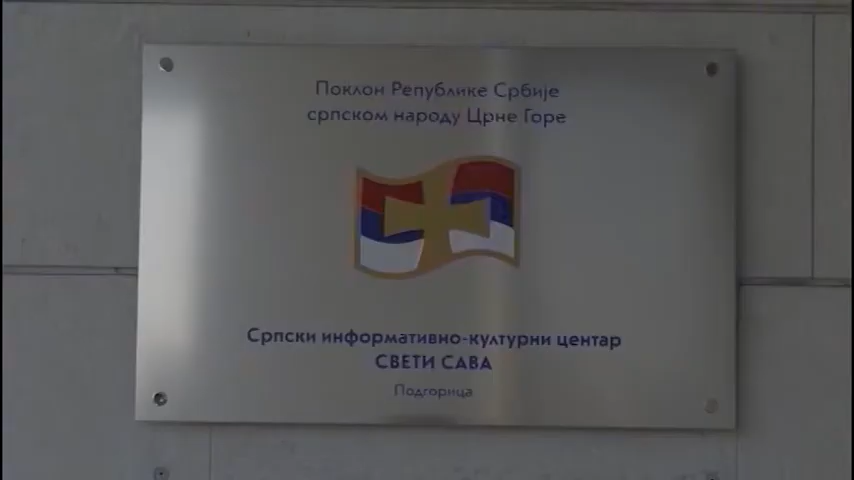 Поклон Републике Србије
српском народу Црне Горе
Српски информативно-културни центар
СВЕТИ САВА
Подгорица